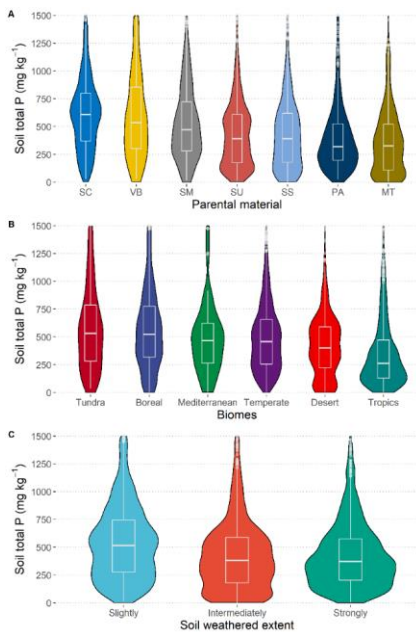 A
Soil total P (mg kg⁻¹)
1500
1250
1000
750
500
250
0
SC VB SM SU SS PA MT
Parental material
B
Soil total P (mg kg⁻¹)
1500
1250
1000
750
500
250
0
Tundra Boreal Mediterranean Temperate Desert Tropics
Biomes
C
Soil total P (mg kg⁻¹)
1500
1250
1000
750
500
250
0
Slightly Intermediately Strongly
Soil weathered extent